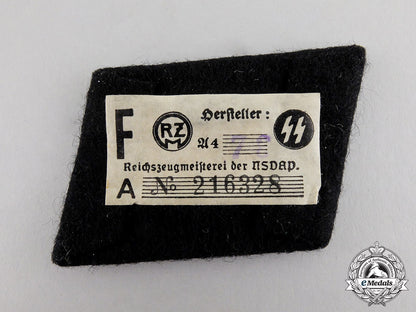 F RZM Hersteller:
A4
Reichszeugmeisterei der NSDAP.
A № 216328
eMedals